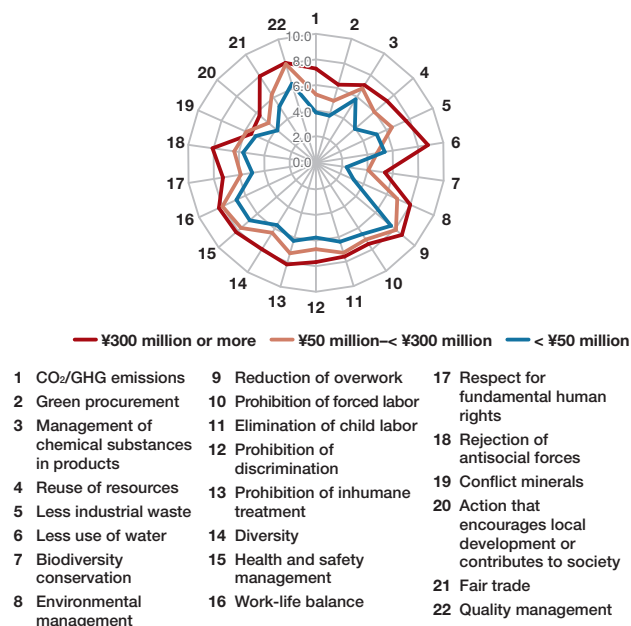 1
2
3
4
5
6
7
8
9
10
11
12
13
14
15
16
17
18
19
20
21
22
10.0
8.0
6.0
4.0
2.0
0.0
¥300 million or more
¥50 million–< ¥300 million
< ¥50 million
1 CO₂/GHG emissions
2 Green procurement
3 Management of
chemical substances
in products
4 Reuse of resources
5 Less industrial waste
6 Less use of water
7 Biodiversity
conservation
8 Environmental
management
9 Reduction of overwork
10 Prohibition of forced labor
11 Elimination of child labor
12 Prohibition of
discrimination
13 Prohibition of inhumane
treatment
14 Diversity
15 Health and safety
management
16 Work-life balance
17 Respect for
fundamental human
rights
18 Rejection of
antisocial forces
19 Conflict minerals
20 Action that
encourages local
development or
contributes to society
21 Fair trade
22 Quality management